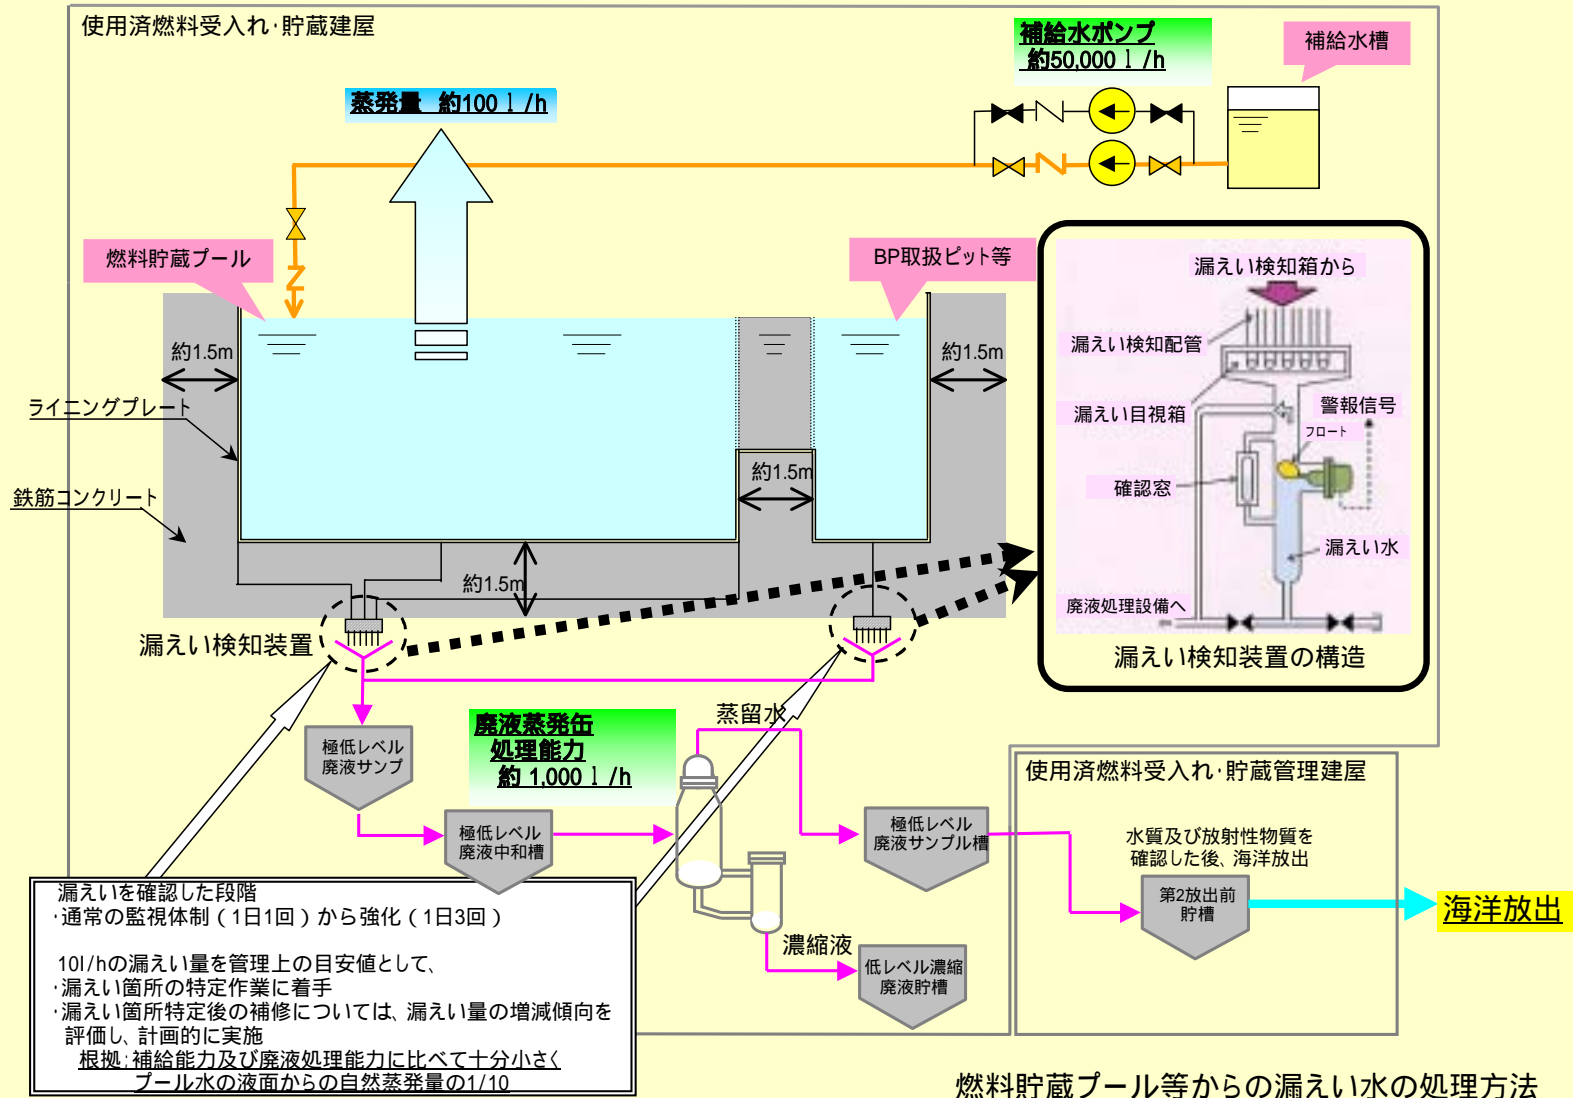 使用済燃料受入れ･貯蔵建屋
補給水ポンプ
約50,000 l /h
補給水槽
蒸発量 約100 l /h
燃料貯蔵プール
BP取扱ピット等
約1.5m
約1.5m
ライニングプレート
約1.5m
鉄筋コンクリート
約1.5m
漏えい検知装置
漏えい検知箱から
漏えい検知配管
漏えい目視箱
警報信号
フロート
確認窓
漏えい水
廃液処理設備へ
漏えい検知装置の構造
極低レベル
廃液サンプ
廃液蒸発缶
処理能力
約 1,000 l /h
蒸留水
極低レベル
廃液中和槽
極低レベル
廃液サンプル槽
濃縮液
低レベル濃縮
廃液貯槽
使用済燃料受入れ･貯蔵管理建屋
水質及び放射性物質を
確認した後、海洋放出
第2放出前
貯槽
海洋放出
漏えいを確認した段階
･通常の監視体制（1日1回）から強化（1日3回）
10l/hの漏えい量を管理上の目安値として、
･漏えい箇所の特定作業に着手
･漏えい箇所特定後の補修については、漏えい量の増減傾向を
評価し、計画的に実施
根拠:補給能力及び廃液処理能力に比べて十分小さく
プール水の液面からの自然蒸発量の1/10
燃料貯蔵プール等からの漏えい水の処理方法